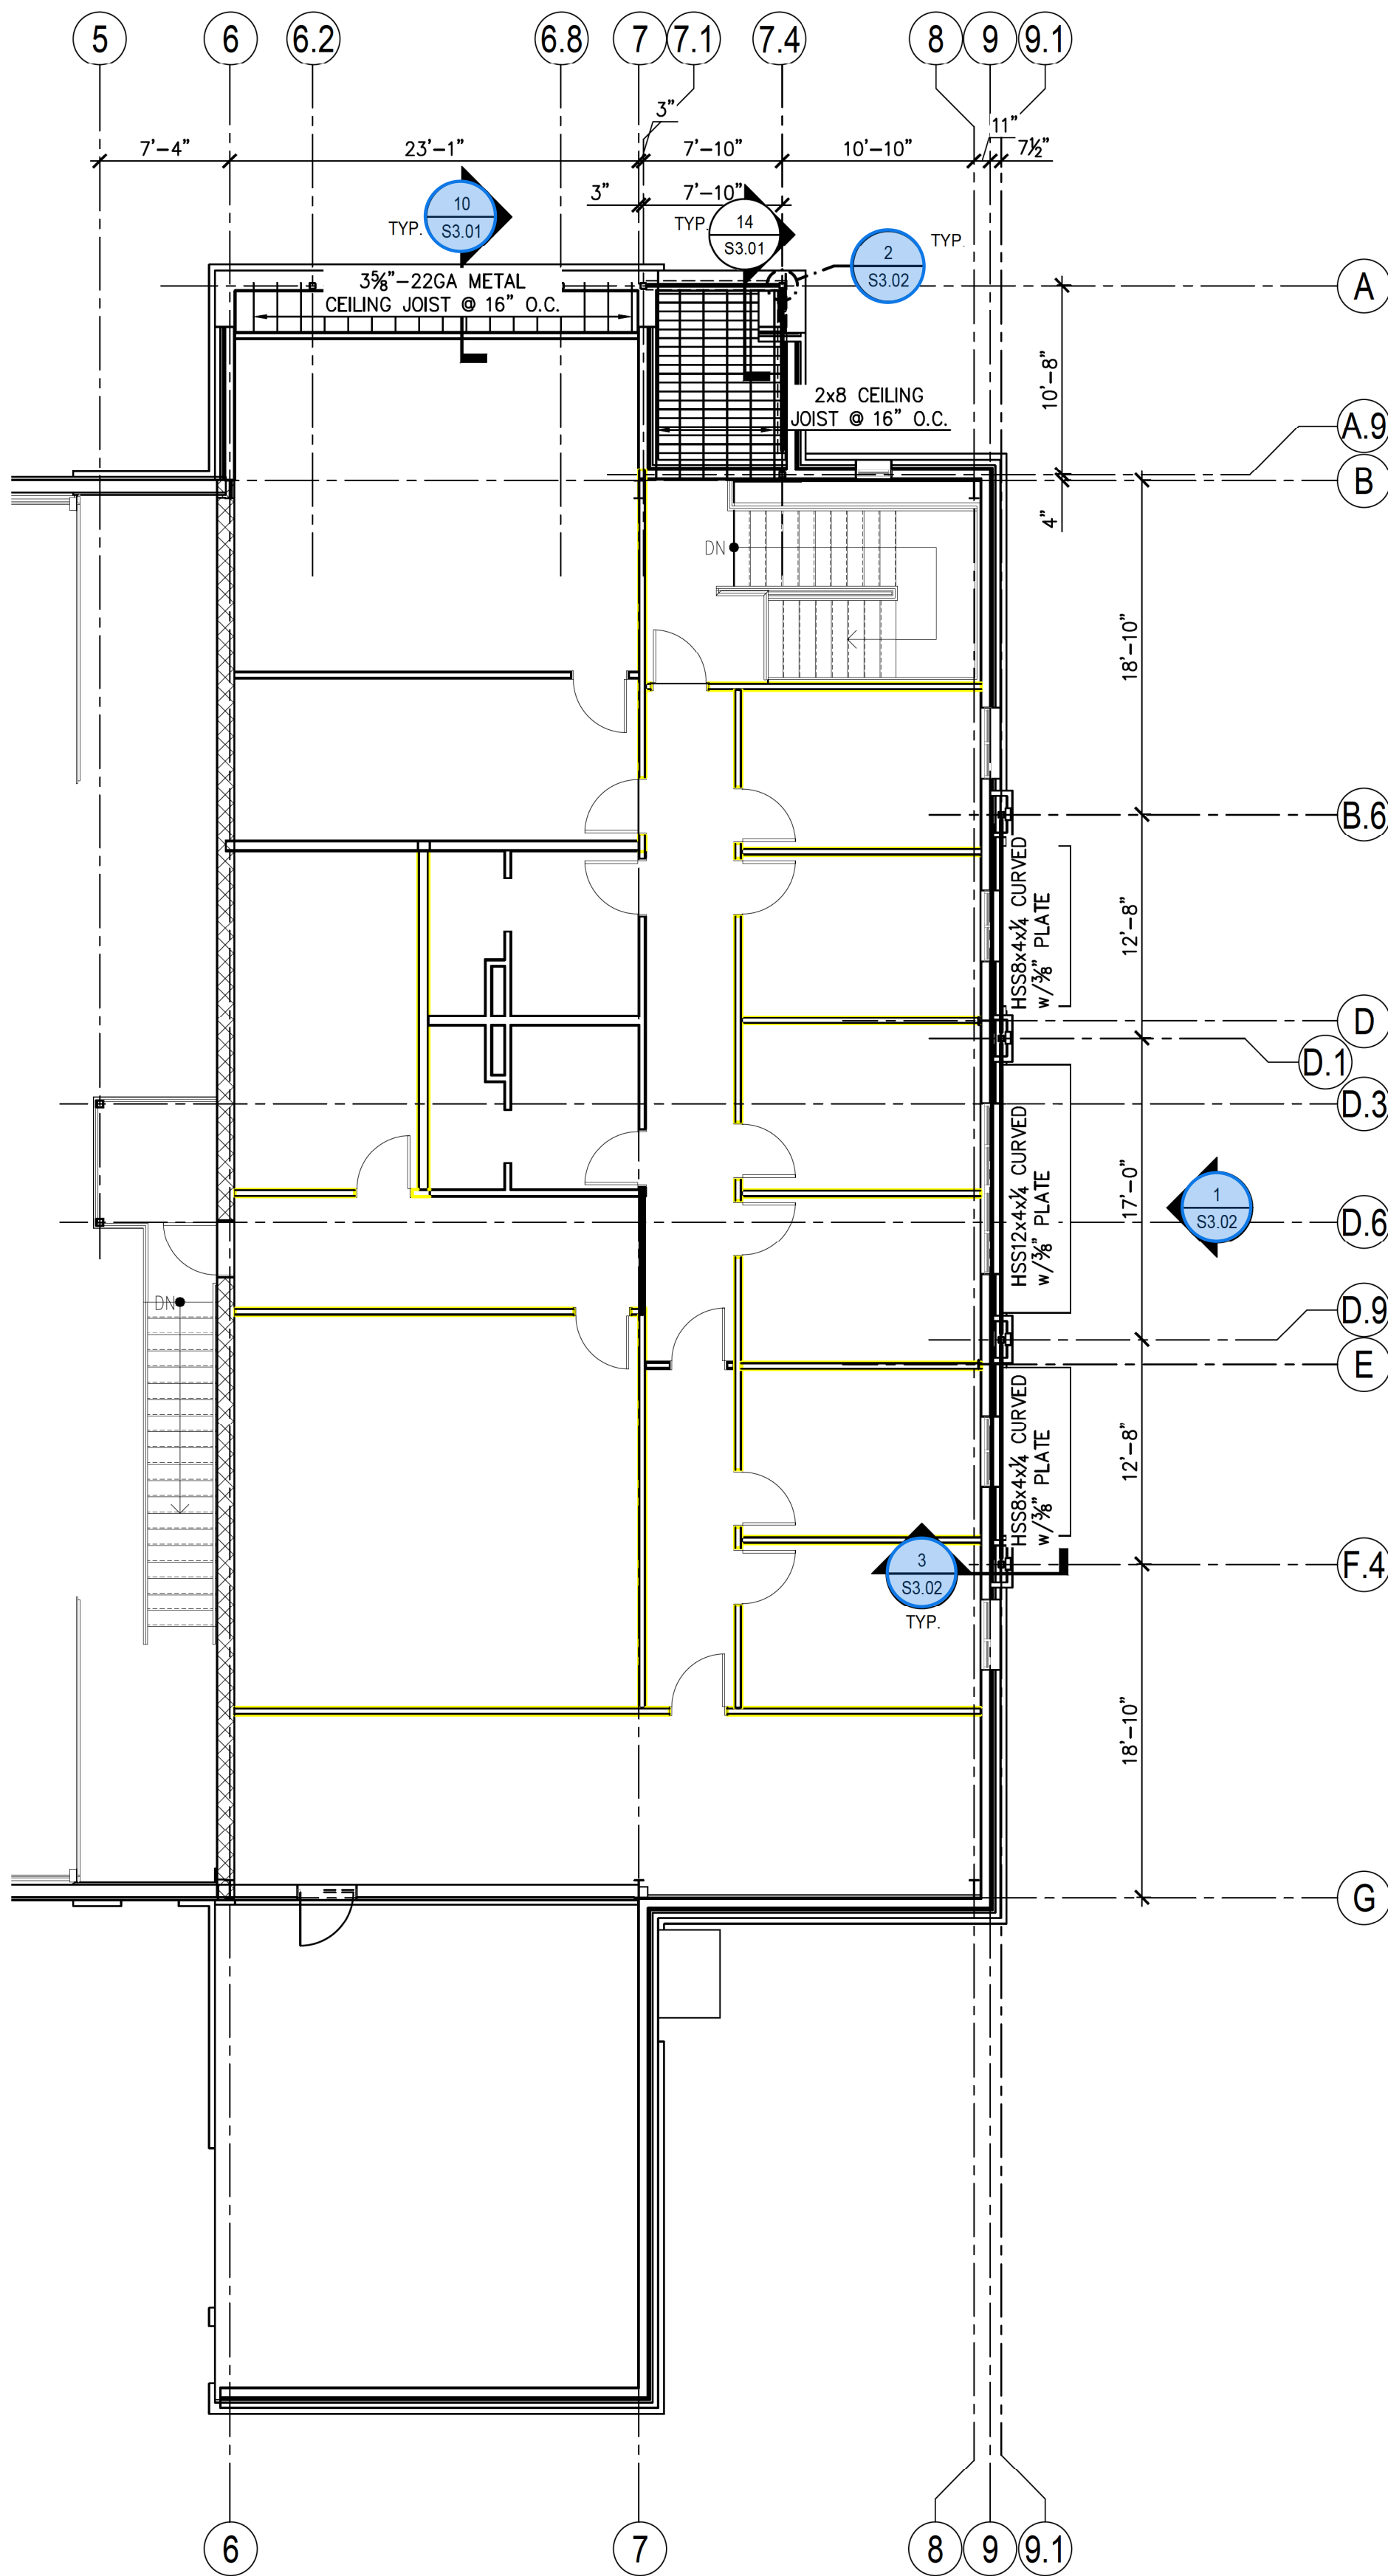 5 6 6.2 6.8 7 7.1 7.4 8 9 9.1
3"
11"
7'-4" 23'-1" 7'-10" 10'-10" 7½"
3" 7'-10"
TYP. 10
S3.01
TYP. 14
S3.01
2
S3.02
TYP.
3⅝"-22GA METAL
CEILING JOIST @ 16" O.C.
A
10'-8"
2x8 CEILING
JOIST @ 16" O.C.
A.9
B
4"
DN
18'-10"
B.6
HSS8x4x¼ CURVED
w/⅜" PLATE
12'-8"
D
D.1
D.3
HSS12x4x¼ CURVED
w/⅜" PLATE
17'-0"
1
S3.02
D.6
DN
D.9
E
HSS8x4x¼ CURVED
w/⅜" PLATE
12'-8"
3
S3.02
TYP.
F.4
18'-10"
G
6 7 8 9 9.1